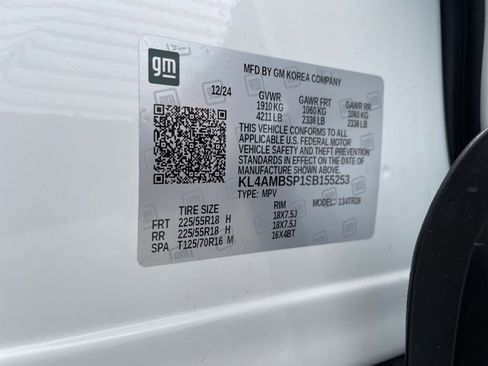 gm
MFD BY GM KOREA COMPANY
12/24 GVWR GAWR FRT GAWR RR
1910 KG 1060 KG 1060 KG
4211 LB 2336 LB 2336 LB
THIS VEHICLE CONFORMS TO ALL
APPLICABLE U.S. FEDERAL MOTOR
VEHICLE SAFETY AND THEFT PREVENTION
STANDARDS IN EFFECT ON THE DATE OF
MANUFACTURE SHOWN ABOVE.
KL4AMBSP1SB155253
TYPE: MPV MODEL: 134TR26
TIRE SIZE RIM
FRT 225/55R18 H 18X7.5J
RR 225/55R18 H 18X7.5J
SPA T125/70R16 M 16X4BT